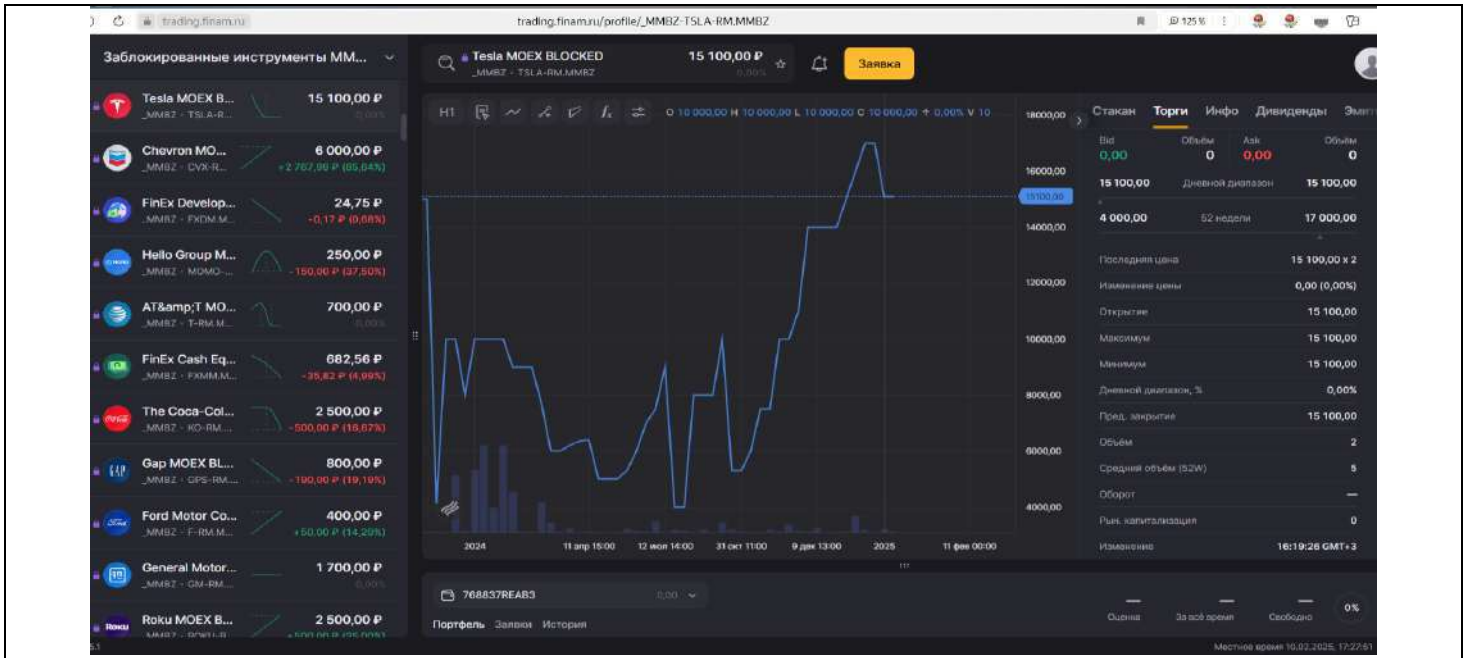 trading.finam.ru
trading.finam.ru/profile/_MMBZ-TSLA-RM.MMBZ
125 %
Заблокированные инструменты ММ...
Tesla MOEX B... 15 100,00 ₽
_MMBZ · TSLA-R... 0,00%
Chevron MO... 6 000,00 ₽
_MMBZ · CVX-R...
FinEx Develop... 24,75 ₽
_MMBZ · FXDM.M... -0,17 ₽ (0,68%)
Hello Group M... 250,00 ₽
_MMBZ · MOMO-... -150,00 ₽ (37,50%)
AT&amp;T MO... 700,00 ₽
_MMBZ · T-RM.M... 0,00%
FinEx Cash Eq... 682,56 ₽
_MMBZ · FXMM.M... -35,82 ₽ (4,99%)
The Coca-Col... 2 500,00 ₽
_MMBZ · KO-RM.... -500,00 ₽ (16,67%)
Gap MOEX BL... 800,00 ₽
_MMBZ · GPS-RM.... -190,00 ₽ (19,19%)
Ford Motor Co... 400,00 ₽
_MMBZ · F-RM.M... +50,00 ₽ (14,29%)
General Motor... 1 700,00 ₽
_MMBZ · GM-RM.... 0,00%
Roku MOEX B... 2 500,00 ₽
Tesla MOEX BLOCKED 15 100,00 ₽
_MMBZ · TSLA-RM.MMBZ 0,00%
Заявка
H1 O 10 000,00 H 10 000,00 L 10 000,00 C 10 000,00 0,00% V 10
18000,00
16000,00
15100,00
14000,00
12000,00
10000,00
8000,00
6000,00
4000,00
2024 11 апр 15:00 12 июл 14:00 31 окт 11:00 9 дек 13:00 2025 11 фев 00:00
Стакан Торги Инфо Дивиденды
Bid Объём Ask Объём
0,00 0 0,00 0
15 100,00 Дневной диапазон 15 100,00
4 000,00 52 недели 17 000,00
Последняя цена 15 100,00 x 2
Изменение цены 0,00 (0,00%)
Открытие 15 100,00
Максимум 15 100,00
Минимум 15 100,00
Дневной диапазон, % 0,00%
Пред. закрытие 15 100,00
Объём 2
Средний объём (52W) 5
Оборот —
Рын. капитализация 0
Изменение 16:19:26 GMT+3
768837REAB3 0,00
Портфель Заявки История
— — — 0%
Оценка За всё время Свободно
Местное время 10.02.2025, 17:27:51